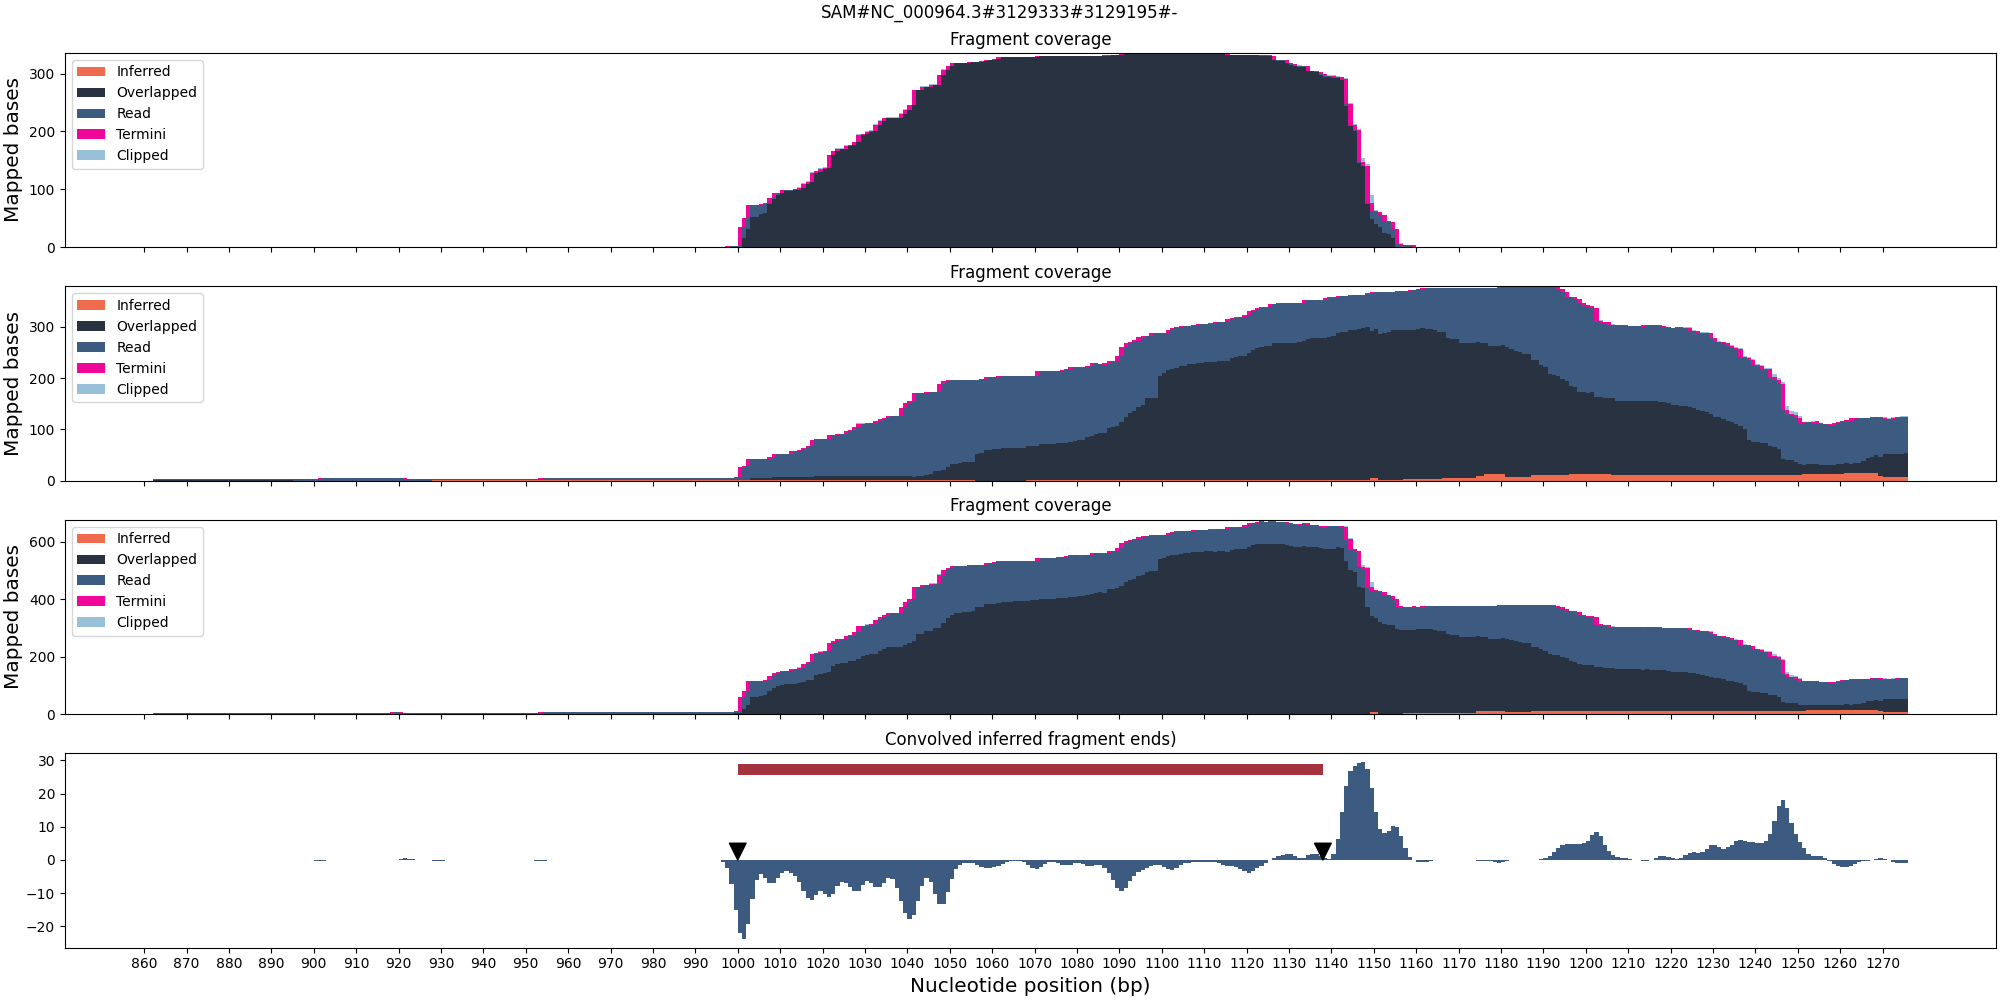 SAM#NC_000964.3#3129333#3129195#-
Fragment coverage
Mapped bases
300
200
100
0
Inferred
Overlapped
Read
Termini
Clipped
Fragment coverage
Mapped bases
300
200
100
0
Inferred
Overlapped
Read
Termini
Clipped
Fragment coverage
Mapped bases
600
400
200
0
Inferred
Overlapped
Read
Termini
Clipped
Convolved inferred fragment ends)
30
20
10
0
−10
−20
860 870 880 890 900 910 920 930 940 950 960 970 980 990 1000 1010 1020 1030 1040 1050 1060 1070 1080 1090 1100 1110 1120 1130 1140 1150 1160 1170 1180 1190 1200 1210 1220 1230 1240 1250 1260 1270
Nucleotide position (bp)